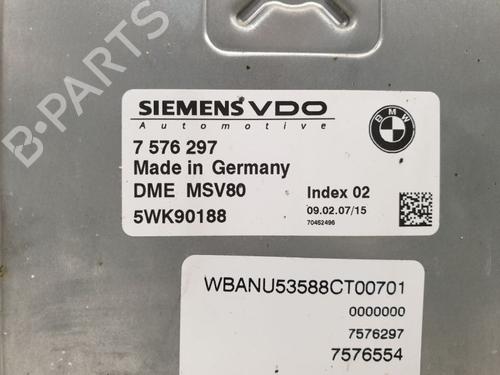 SIEMENS VDO
Automotive
BMW
7 576 297
Made in Germany
DME MSV80
Index 02
5WK90188
09.02.07/15
70452496
WBANU53588CT00701
0000000
7576297
7576554